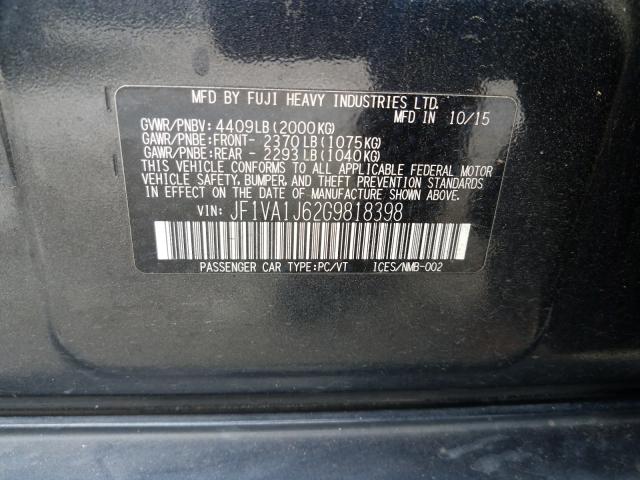 MFD BY FUJI HEAVY INDUSTRIES LTD.
MFD IN 10/15
GVWR/PNBV: 4409LB(2000KG)
GAWR/PNBE:FRONT- 2370LB(1075KG)
GAWR/PNBE:REAR - 2293LB(1040KG)
THIS VEHICLE CONFORMS TO ALL APPLICABLE FEDERAL MOTOR
VEHICLE SAFETY, BUMPER, AND THEFT PREVENTION STANDARDS
IN EFFECT ON THE DATE OF MANUFACTURE SHOWN ABOVE.
VIN: JF1VA1J62G9818398
PASSENGER CAR TYPE:PC/VT ICES/NMB-002